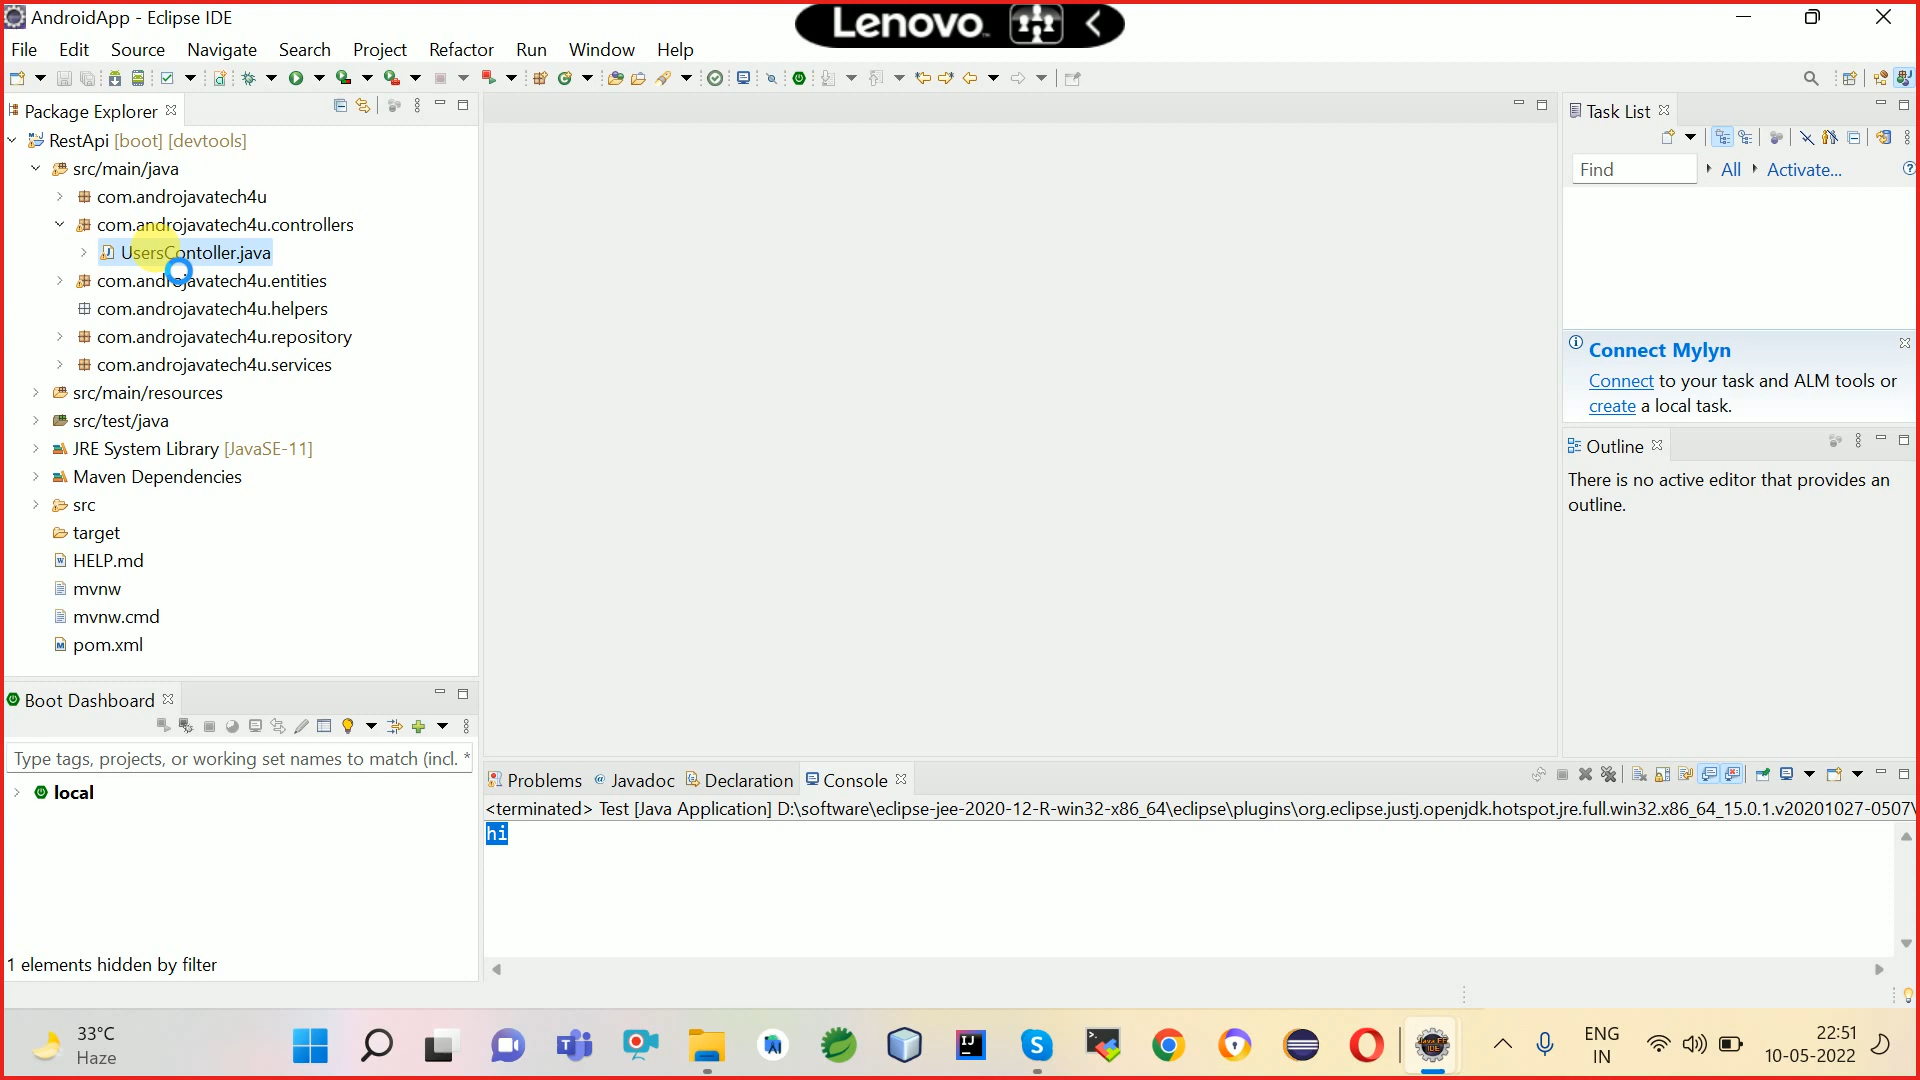 AndroidApp - Eclipse IDE
Lenovo
File Edit Source Navigate Search Project Refactor Run Window Help
Package Explorer
RestApi [boot] [devtools]
src/main/java
com.androjavatech4u
com.androjavatech4u.controllers
UsersContoller.java
com.androjavatech4u.entities
com.androjavatech4u.helpers
com.androjavatech4u.repository
com.androjavatech4u.services
src/main/resources
src/test/java
JRE System Library [JavaSE-11]
Maven Dependencies
src
target
HELP.md
mvnw
mvnw.cmd
pom.xml
Boot Dashboard
Type tags, projects, or working set names to match (incl. *
local
1 elements hidden by filter
Task List
Find All Activate...
Connect Mylyn
Connect to your task and ALM tools or
create a local task.
Outline
There is no active editor that provides an
outline.
Problems Javadoc Declaration Console
<terminated> Test [Java Application] D:\software\eclipse-jee-2020-12-R-win32-x86_64\eclipse\plugins\org.eclipse.justj.openjdk.hotspot.jre.full.win32.x86_64_15.0.1.v20201027-0507\
hi
33°C
Haze
ENG
IN
22:51
10-05-2022